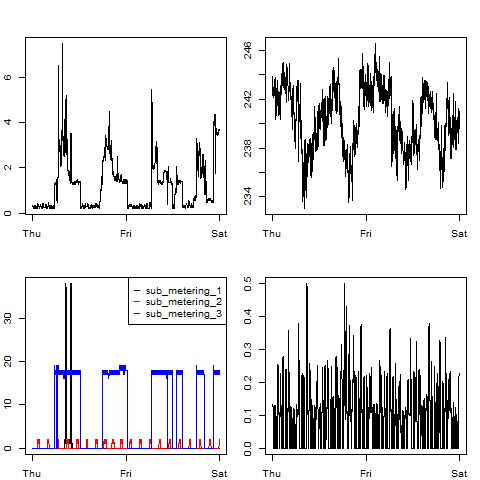 6
4
2
0
Thu Fri Sat
246
242
238
234
Thu Fri Sat
30
20
10
0
sub_metering_1
sub_metering_2
sub_metering_3
Thu Fri Sat
0.5
0.4
0.3
0.2
0.1
0.0
Thu Fri Sat